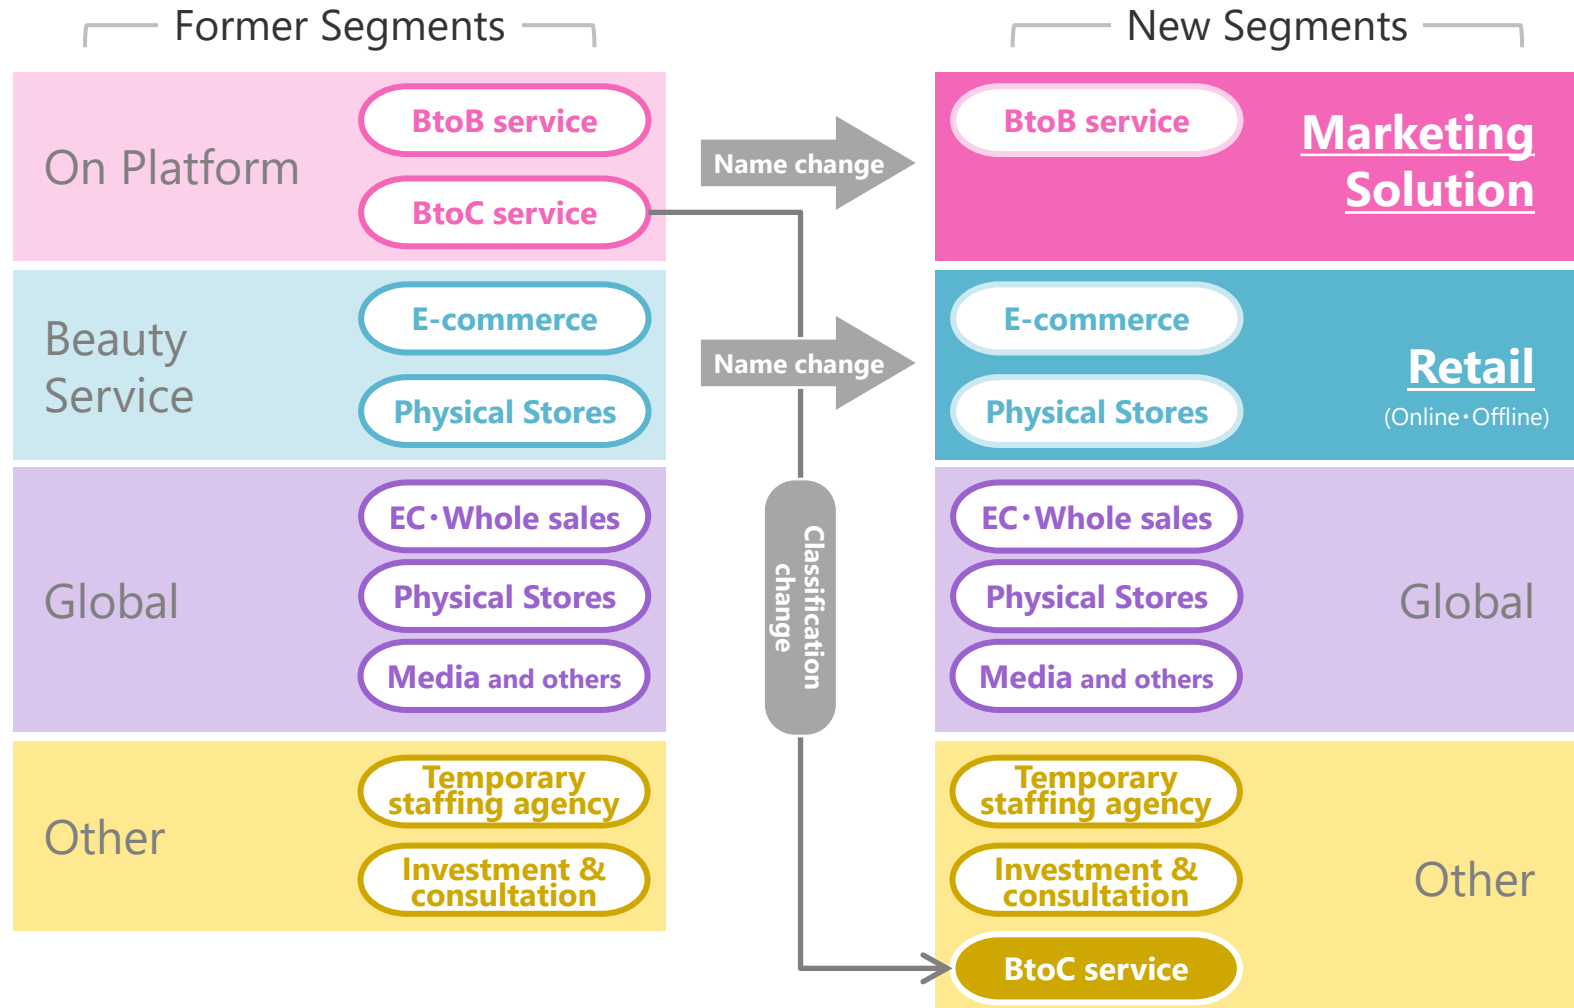 Former Segments
On Platform
BtoB service
BtoC service
Beauty
Service
E-commerce
Physical Stores
Global
EC・Whole sales
Physical Stores
Media and others
Other
Temporary
staffing agency
Investment &
consultation
Name change
Name change
Classification
change
New Segments
BtoB service
Marketing
Solution
E-commerce
Physical Stores
Retail
(Online・Offline)
EC・Whole sales
Physical Stores
Media and others
Global
Temporary
staffing agency
Investment &
consultation
BtoC service
Other